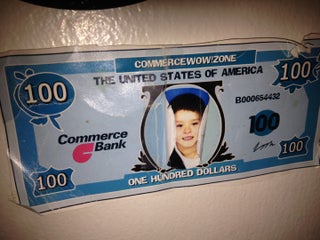 COMMERCEWOW!ZONE
100 THE UNITED STATES OF AMERICA 100
B000654432
Commerce
Bank
100
100 ONE HUNDRED DOLLARS 100